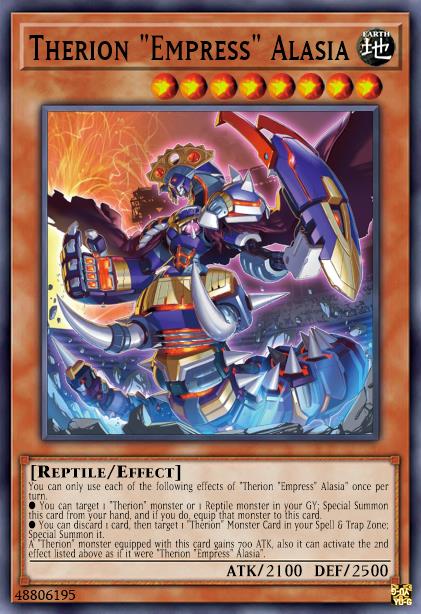 THERION "EMPRESS" ALASIA
EARTH
地
[REPTILE/EFFECT]
You can only use each of the following effects of "Therion "Empress" Alasia" once per
turn.
● You can target 1 "Therion" monster or 1 Reptile monster in your GY; Special Summon
this card from your hand, and if you do, equip that monster to this card.
● You can discard 1 card, then target 1 "Therion" Monster Card in your Spell & Trap Zone;
Special Summon it.
A "Therion" monster equipped with this card gains 700 ATK, also it can activate the 2nd
effect listed above as if it were "Therion "Empress" Alasia".
ATK/2100 DEF/2500
48806195